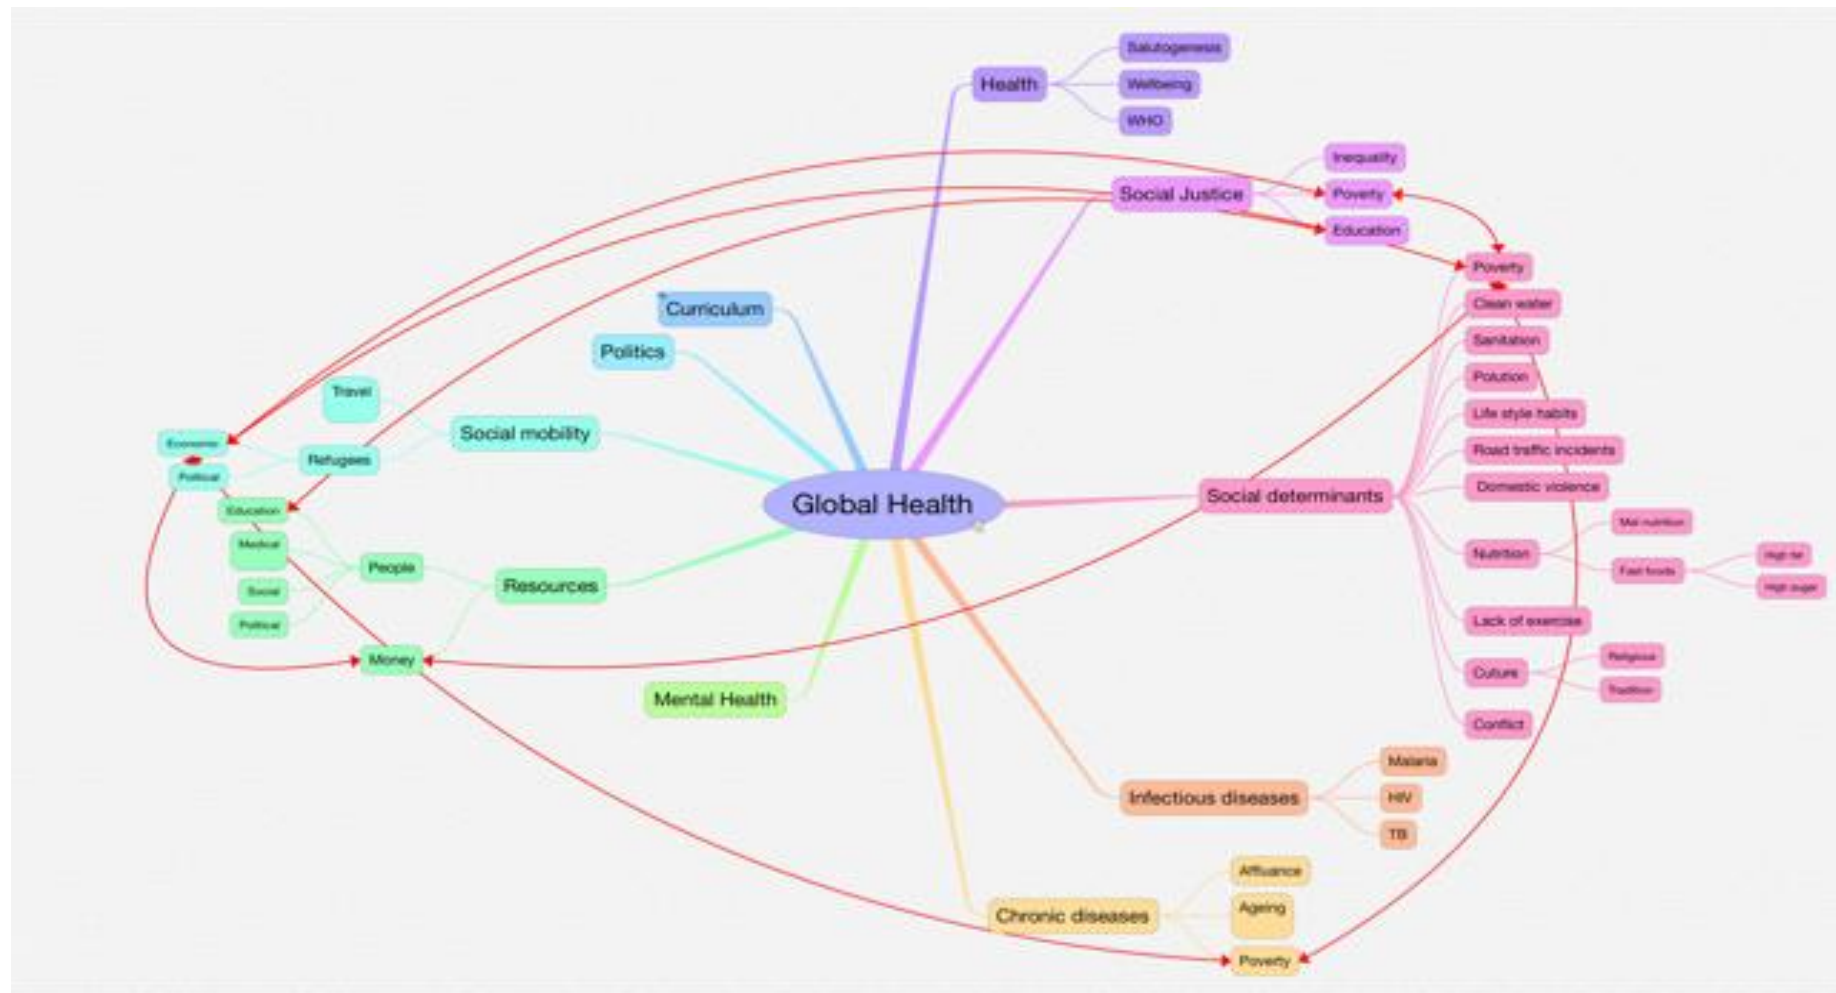 Global Health
Health
Salutogenesis
Wellbeing
WHO
Social Justice
Inequality
Poverty
Education
Social determinants
Poverty
Clean water
Sanitation
Polution
Life style habits
Road traffic incidents
Domestic violence
Nutrition
Mal nutrition
Fast foods
High fat
High sugar
Lack of exercise
Cuture
Religious
Tradition
Conflict
Infectious diseases
Malaria
HIV
TB
Chronic diseases
Affluance
Ageing
Poverty
Mental Health
Resources
People
Education
Medical
Social
Political
Money
Social mobility
Travel
Refugees
Economic
Political
Politics
Curriculum